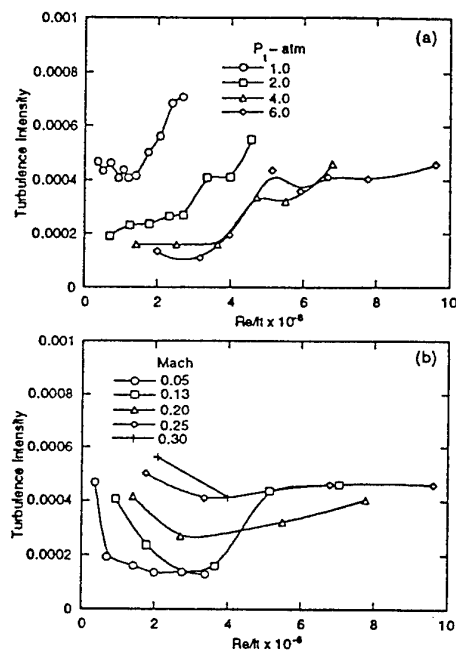 (a)
P_t - atm
1.0
2.0
4.0
6.0
Turbulence Intensity
0.001
0.0008
0.0006
0.0004
0.0002
0
0 2 4 6 8 10
Re/ft x 10⁻⁶
(b)
Mach
0.05
0.13
0.20
0.25
0.30
Turbulence Intensity
0.001
0.0008
0.0006
0.0004
0.0002
0
0 2 4 6 8 10
Re/ft x 10⁻⁶